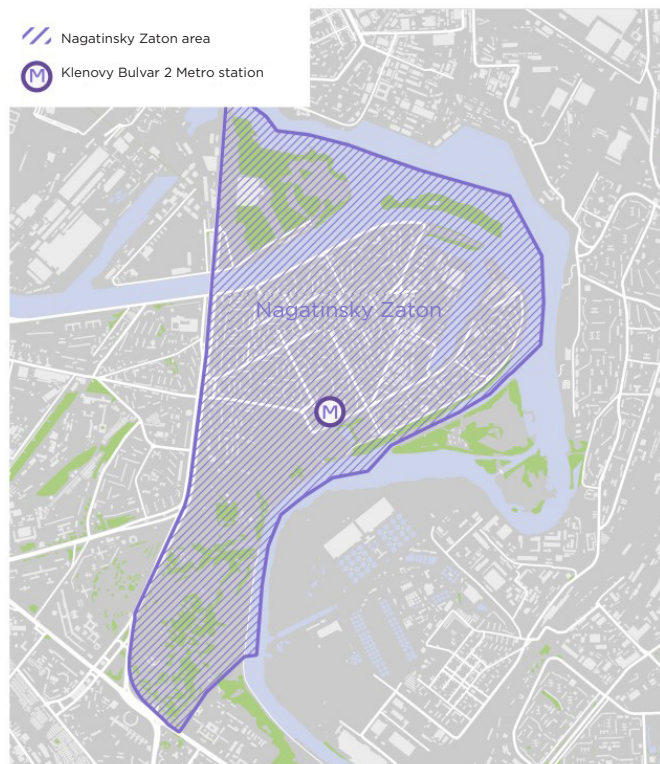 Nagatinsky Zaton area
M Klenovy Bulvar 2 Metro station
Nagatinsky Zaton
M